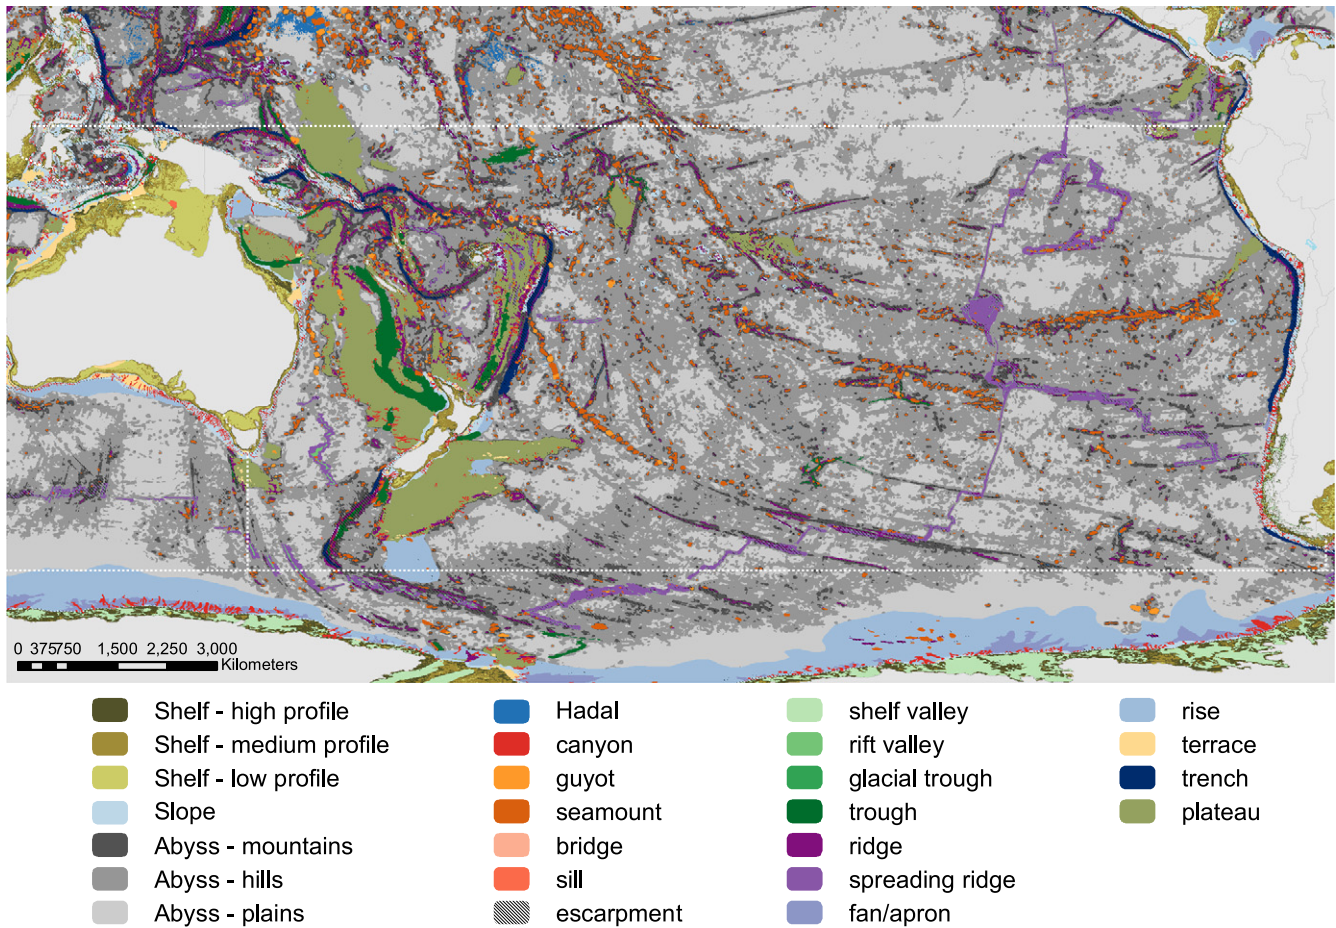 0 375750 1,500 2,250 3,000
Kilometers
Shelf - high profile
Shelf - medium profile
Shelf - low profile
Slope
Abyss - mountains
Abyss - hills
Abyss - plains
Hadal
canyon
guyot
seamount
bridge
sill
escarpment
shelf valley
rift valley
glacial trough
trough
ridge
spreading ridge
fan/apron
rise
terrace
trench
plateau